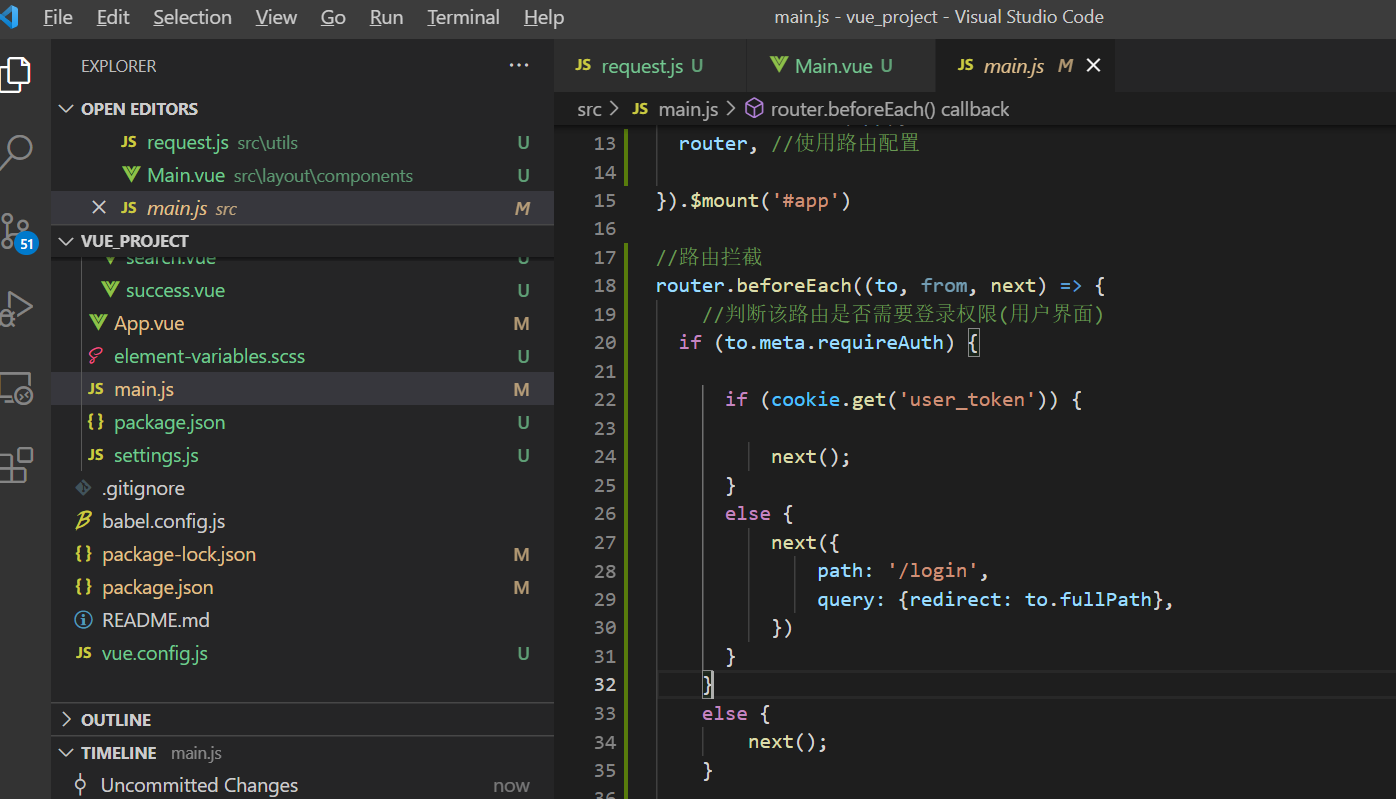 File Edit Selection View Go Run Terminal Help main.js - vue_project - Visual Studio Code
EXPLORER ···
OPEN EDITORS
JS request.js src\utils U
Main.vue src\layout\components U
JS main.js src M
VUE_PROJECT
search.vue U
success.vue U
App.vue M
element-variables.scss U
JS main.js M
{} package.json U
JS settings.js U
.gitignore
babel.config.js
{} package-lock.json M
{} package.json M
README.md
JS vue.config.js U
OUTLINE
TIMELINE main.js
Uncommitted Changes now
51
JS request.js U Main.vue U JS main.js M
src > JS main.js > router.beforeEach() callback
13 router, //使用路由配置
14
15 }).$mount('#app')
16
17 //路由拦截
18 router.beforeEach((to, from, next) => {
19 //判断该路由是否需要登录权限(用户界面)
20 if (to.meta.requireAuth) {
21
22 if (cookie.get('user_token')) {
23
24 next();
25 }
26 else {
27 next({
28 path: '/login',
29 query: {redirect: to.fullPath},
30 })
31 }
32 }
33 else {
34 next();
35 }
36